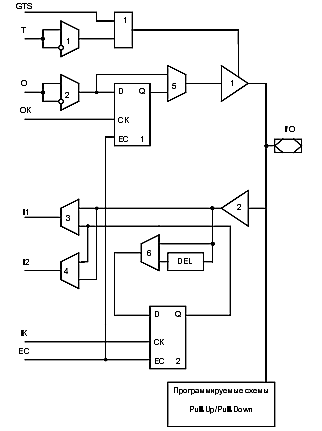 GTS
1
T
1
1
O
2
D Q
5
I/O
OK
CK
EC 1
I1
3
2
6
DEL
I2
4
D Q
IK
CK
EC
EC 2
Программируемые схемы
Pull Up/Pull Down